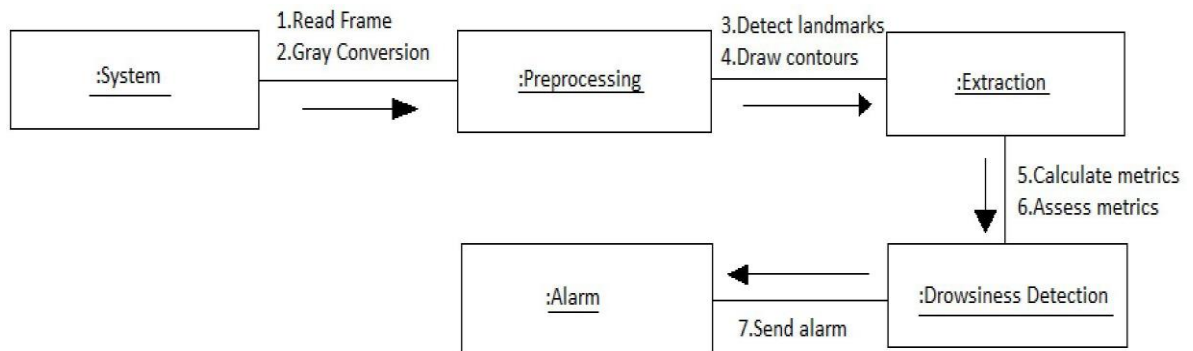 1.Read Frame
2.Gray Conversion
:System
3.Detect landmarks
4.Draw contours
:Preprocessing
:Extraction
5.Calculate metrics
6.Assess metrics
:Alarm
7.Send alarm
:Drowsiness Detection